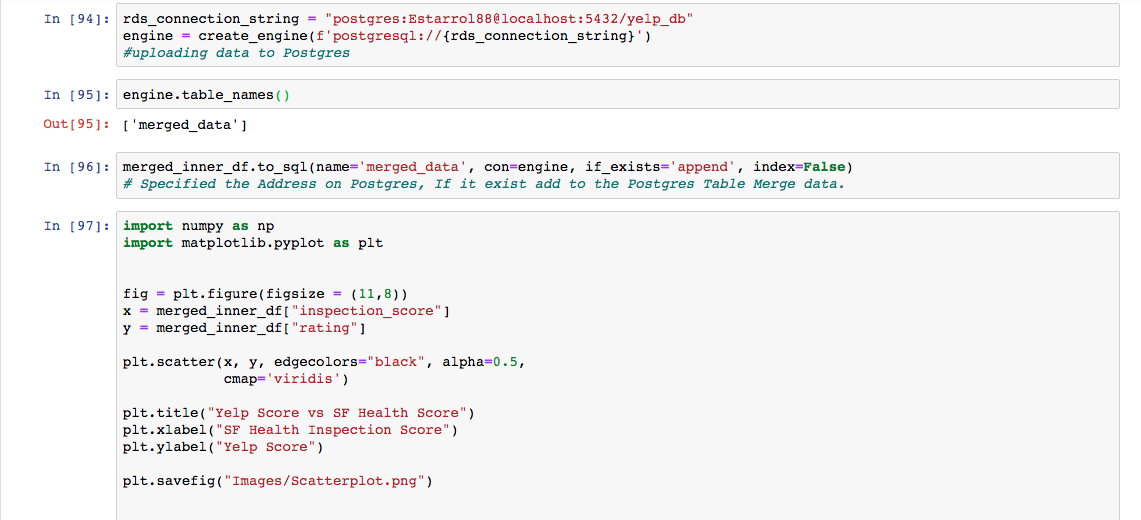 In [94]: rds_connection_string = "postgres:Estarrol88@localhost:5432/yelp_db"
engine = create_engine(f'postgresql://{rds_connection_string}')
#uploading data to Postgres
In [95]: engine.table_names()
Out[95]: ['merged_data']
In [96]: merged_inner_df.to_sql(name='merged_data', con=engine, if_exists='append', index=False)
# Specified the Address on Postgres, If it exist add to the Postgres Table Merge data.
In [97]: import numpy as np
import matplotlib.pyplot as plt
fig = plt.figure(figsize = (11,8))
x = merged_inner_df["inspection_score"]
y = merged_inner_df["rating"]
plt.scatter(x, y, edgecolors="black", alpha=0.5,
cmap='viridis')
plt.title("Yelp Score vs SF Health Score")
plt.xlabel("SF Health Inspection Score")
plt.ylabel("Yelp Score")
plt.savefig("Images/Scatterplot.png")